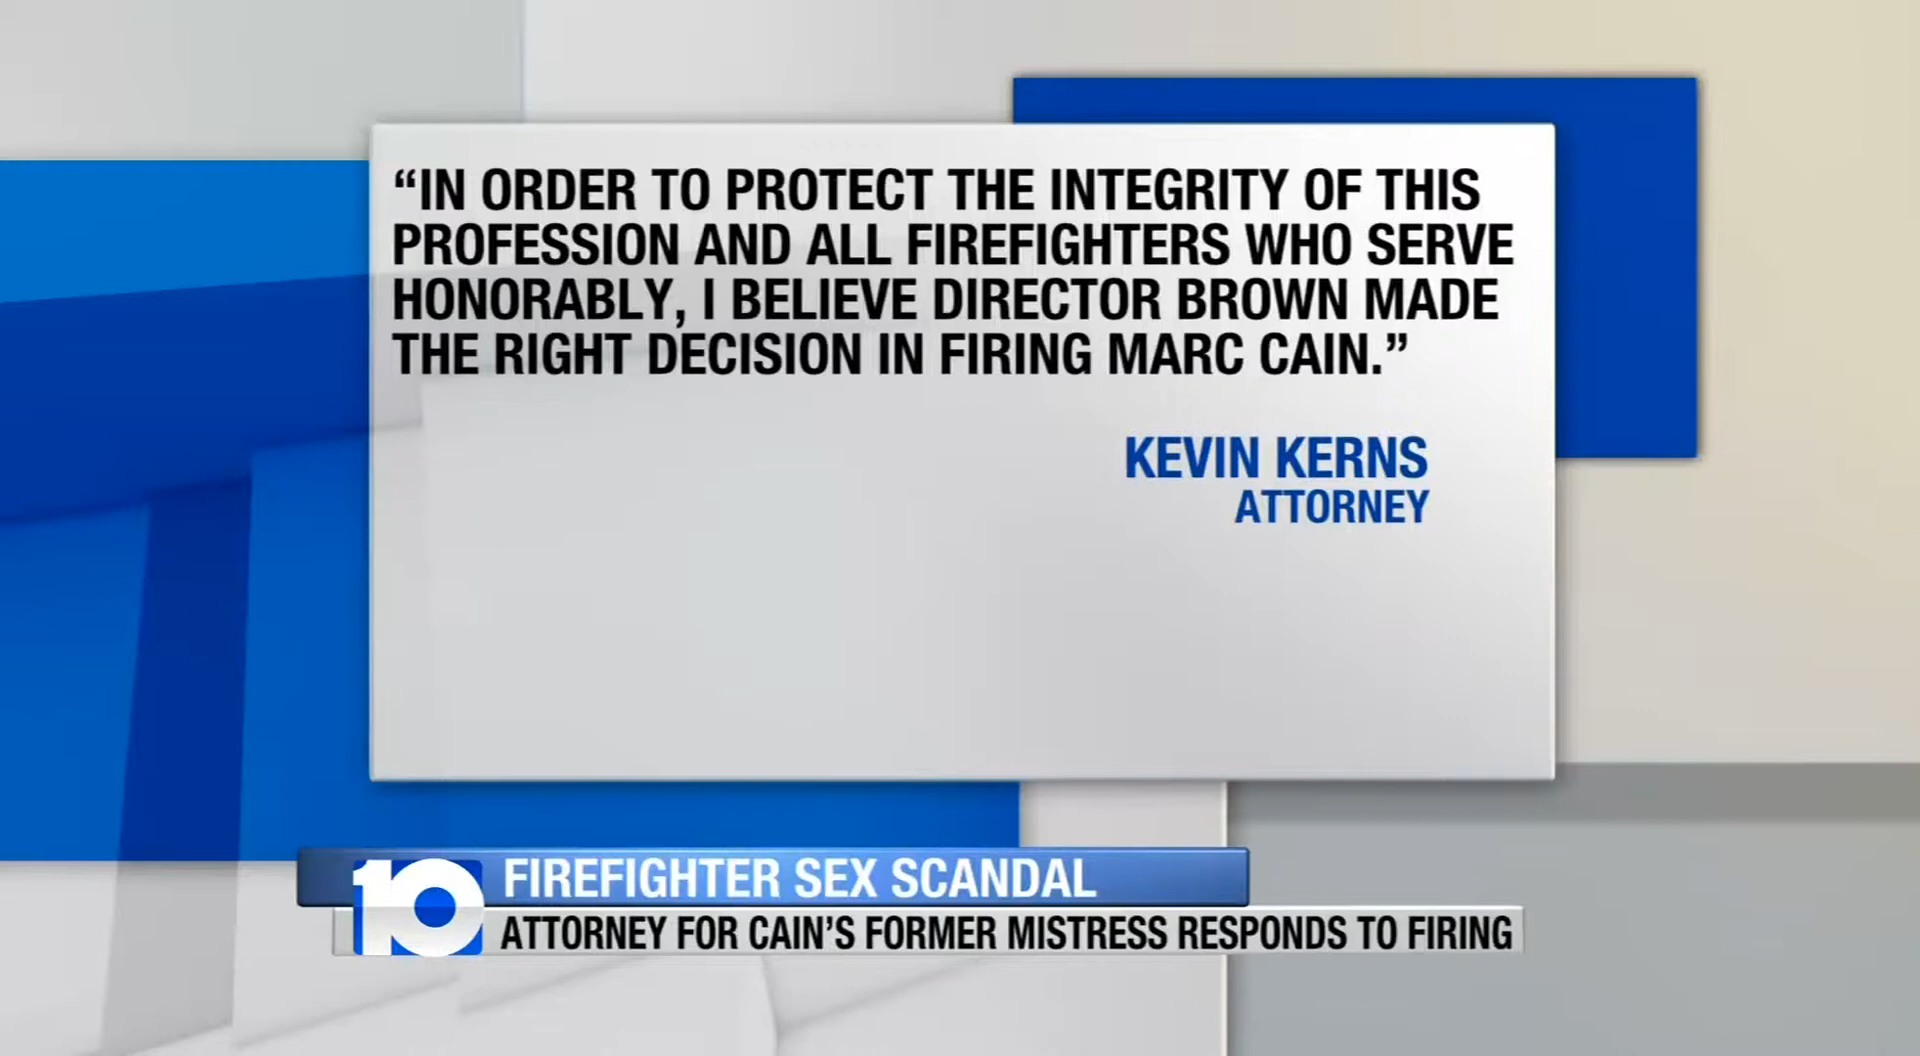 “IN ORDER TO PROTECT THE INTEGRITY OF THIS
PROFESSION AND ALL FIREFIGHTERS WHO SERVE
HONORABLY, I BELIEVE DIRECTOR BROWN MADE
THE RIGHT DECISION IN FIRING MARC CAIN.”
KEVIN KERNS
ATTORNEY
10
FIREFIGHTER SEX SCANDAL
ATTORNEY FOR CAIN’S FORMER MISTRESS RESPONDS TO FIRING